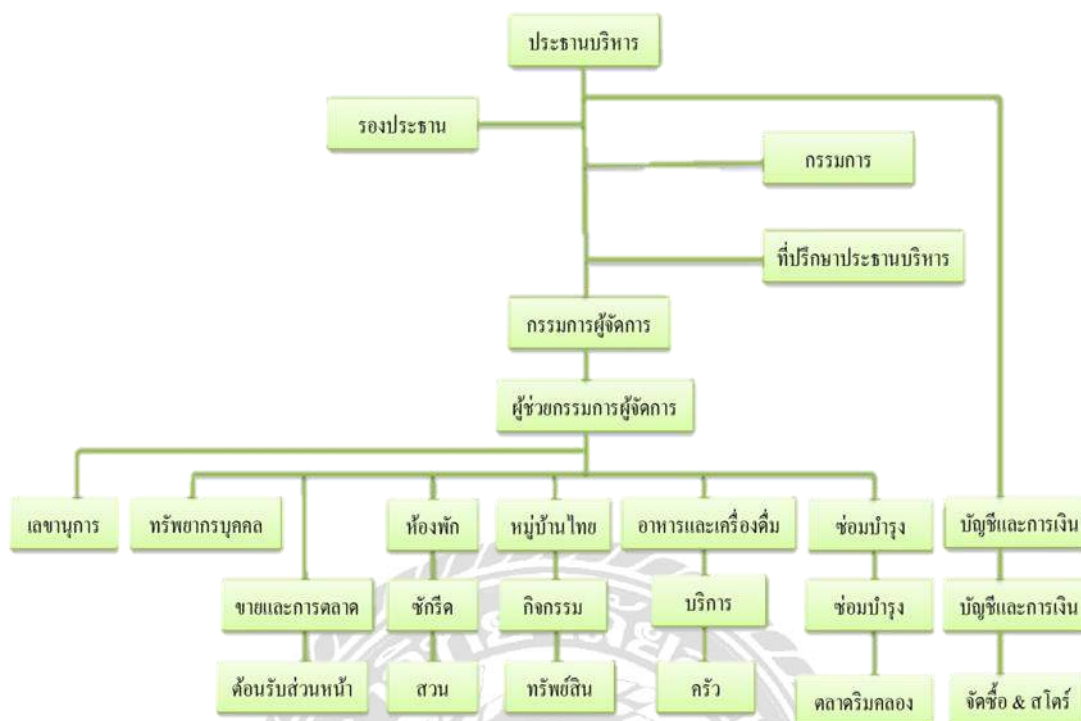 ประธานบริหาร
รองประธาน
กรรมการ
ที่ปรึกษาประธานบริหาร
กรรมการผู้จัดการ
ผู้ช่วยกรรมการผู้จัดการ
เลขานุการ
ทรัพยากรบุคคล
ห้องพัก
หมู่บ้านไทย
อาหารและเครื่องดื่ม
ซ่อมบำรุง
บัญชีและการเงิน
ขายและการตลาด
ซักรีด
กิจกรรม
บริการ
ซ่อมบำรุง
บัญชีและการเงิน
ต้อนรับส่วนหน้า
สวน
ทรัพย์สิน
ครัว
ตลาดริมคลอง
จัดซื้อ & สโตร์